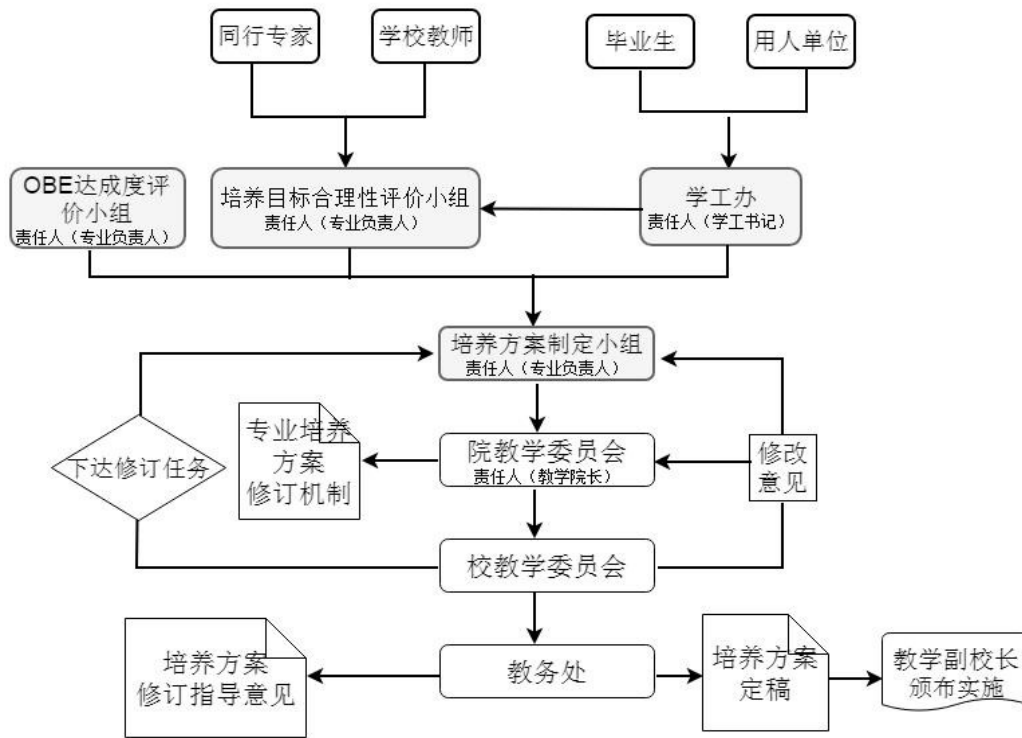 同行专家
学校教师
毕业生
用人单位
OBE达成度评
价小组
责任人（专业负责人）
培养目标合理性评价小组
责任人（专业负责人）
学工办
责任人（学工书记）
培养方案制定小组
责任人（专业负责人）
下达修订任务
专业培养
方案
修订机制
院教学委员会
责任人（教学院长）
修改
意见
校教学委员会
培养方案
修订指导意见
教务处
培养方案
定稿
教学副校长
颁布实施